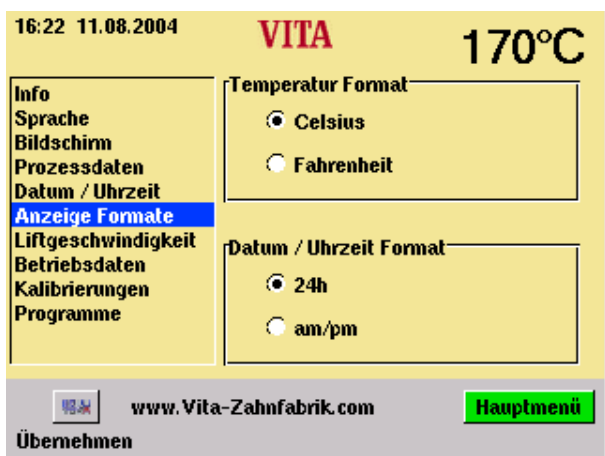 16:22 11.08.2004
VITA
170°C
Info
Sprache
Bildschirm
Prozessdaten
Datum / Uhrzeit
Anzeige Formate
Liftgeschwindigkeit
Betriebsdaten
Kalibrierungen
Programme
Temperatur Format
Celsius
Fahrenheit
Datum / Uhrzeit Format
24h
am/pm
www.Vita-Zahnfabrik.com
Hauptmenü
Übernehmen